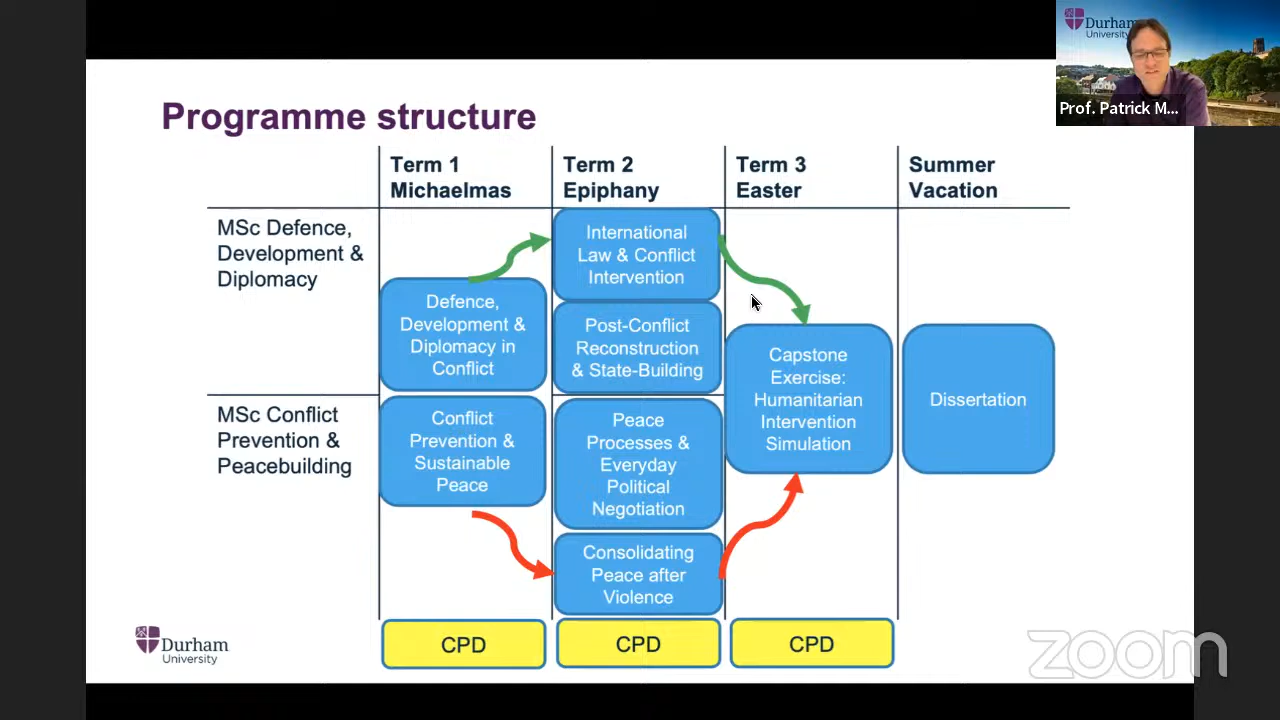 Programme structure
Term 1
Michaelmas
Term 2
Epiphany
Term 3
Easter
Summer
Vacation
MSc Defence,
Development &
Diplomacy
Defence,
Development &
Diplomacy in
Conflict
International
Law & Conflict
Intervention
Post-Conflict
Reconstruction
& State-Building
Capstone
Exercise:
Humanitarian
Intervention
Simulation
Dissertation
MSc Conflict
Prevention &
Peacebuilding
Conflict
Prevention &
Sustainable
Peace
Peace
Processes &
Everyday
Political
Negotiation
Consolidating
Peace after
Violence
CPD
CPD
CPD
Durham
University
Durham
University
Prof. Patrick M...
zoom